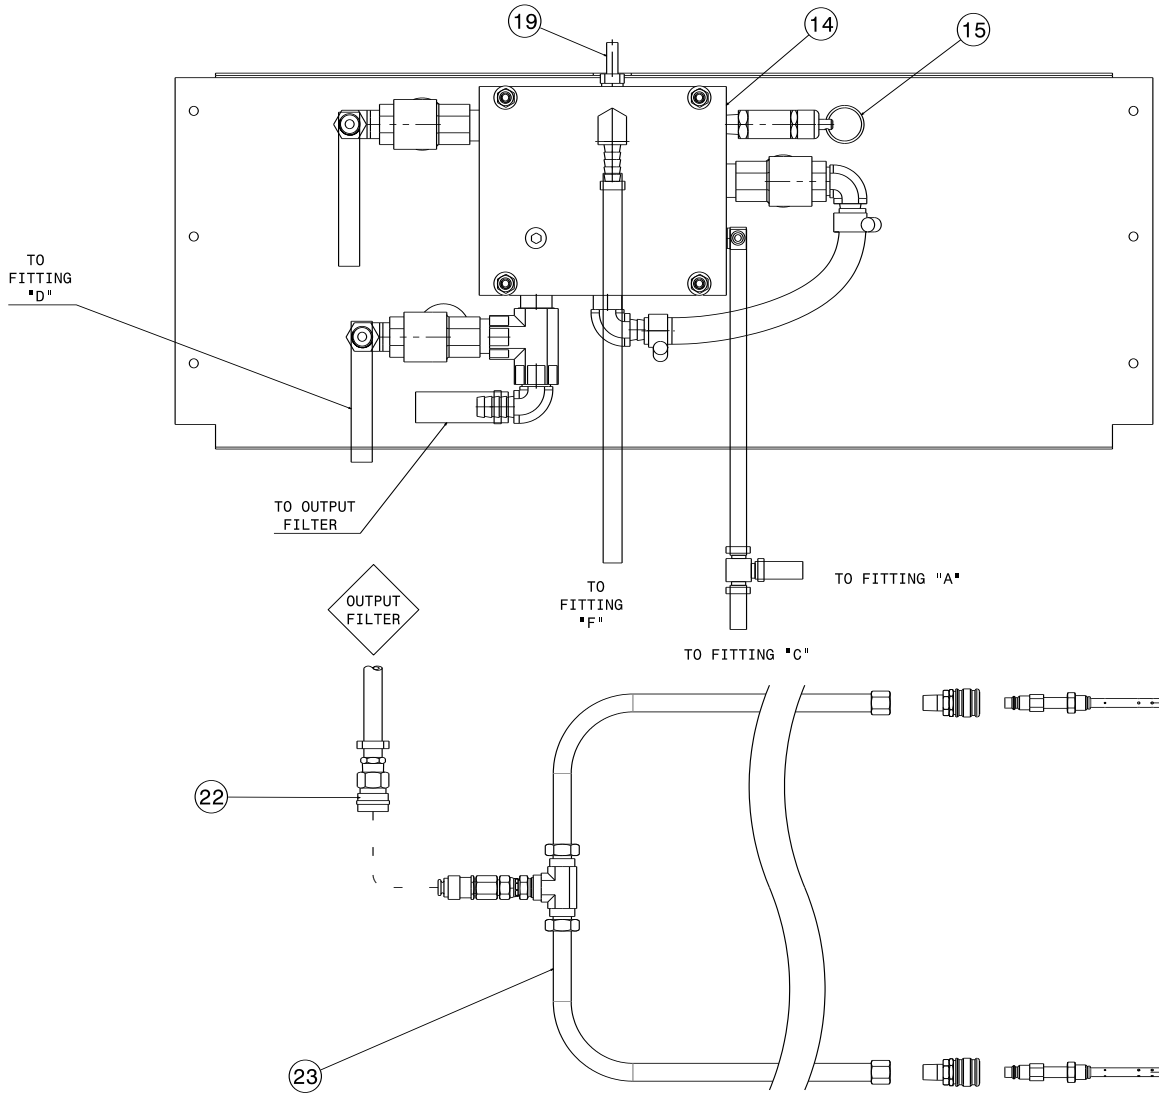 19
14
15
TO
FITTING
"D"
TO OUTPUT
FILTER
TO
FITTING
"F"
TO FITTING "A"
TO FITTING "C"
OUTPUT
FILTER
22
23